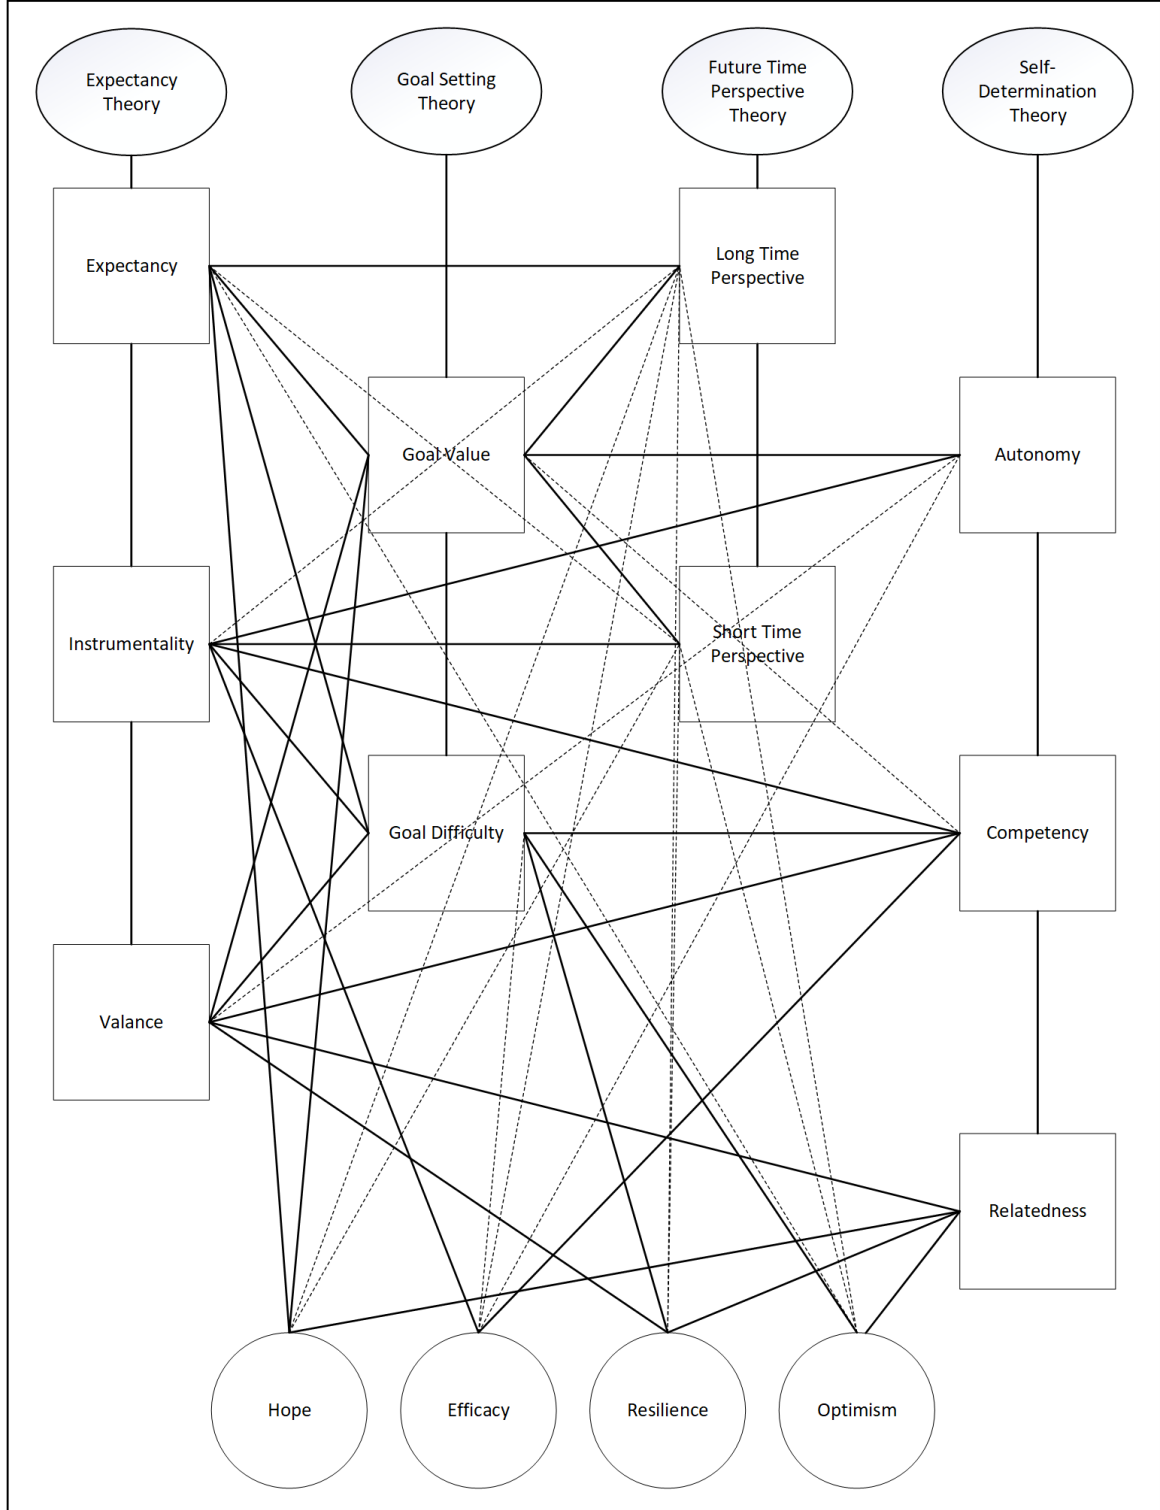 Expectancy
Theory
Goal Setting
Theory
Future Time
Perspective
Theory
Self-
Determination
Theory
Expectancy
Long Time
Perspective
Goal Value
Autonomy
Instrumentality
Short Time
Perspective
Goal Difficulty
Competency
Valance
Relatedness
Hope
Efficacy
Resilience
Optimism